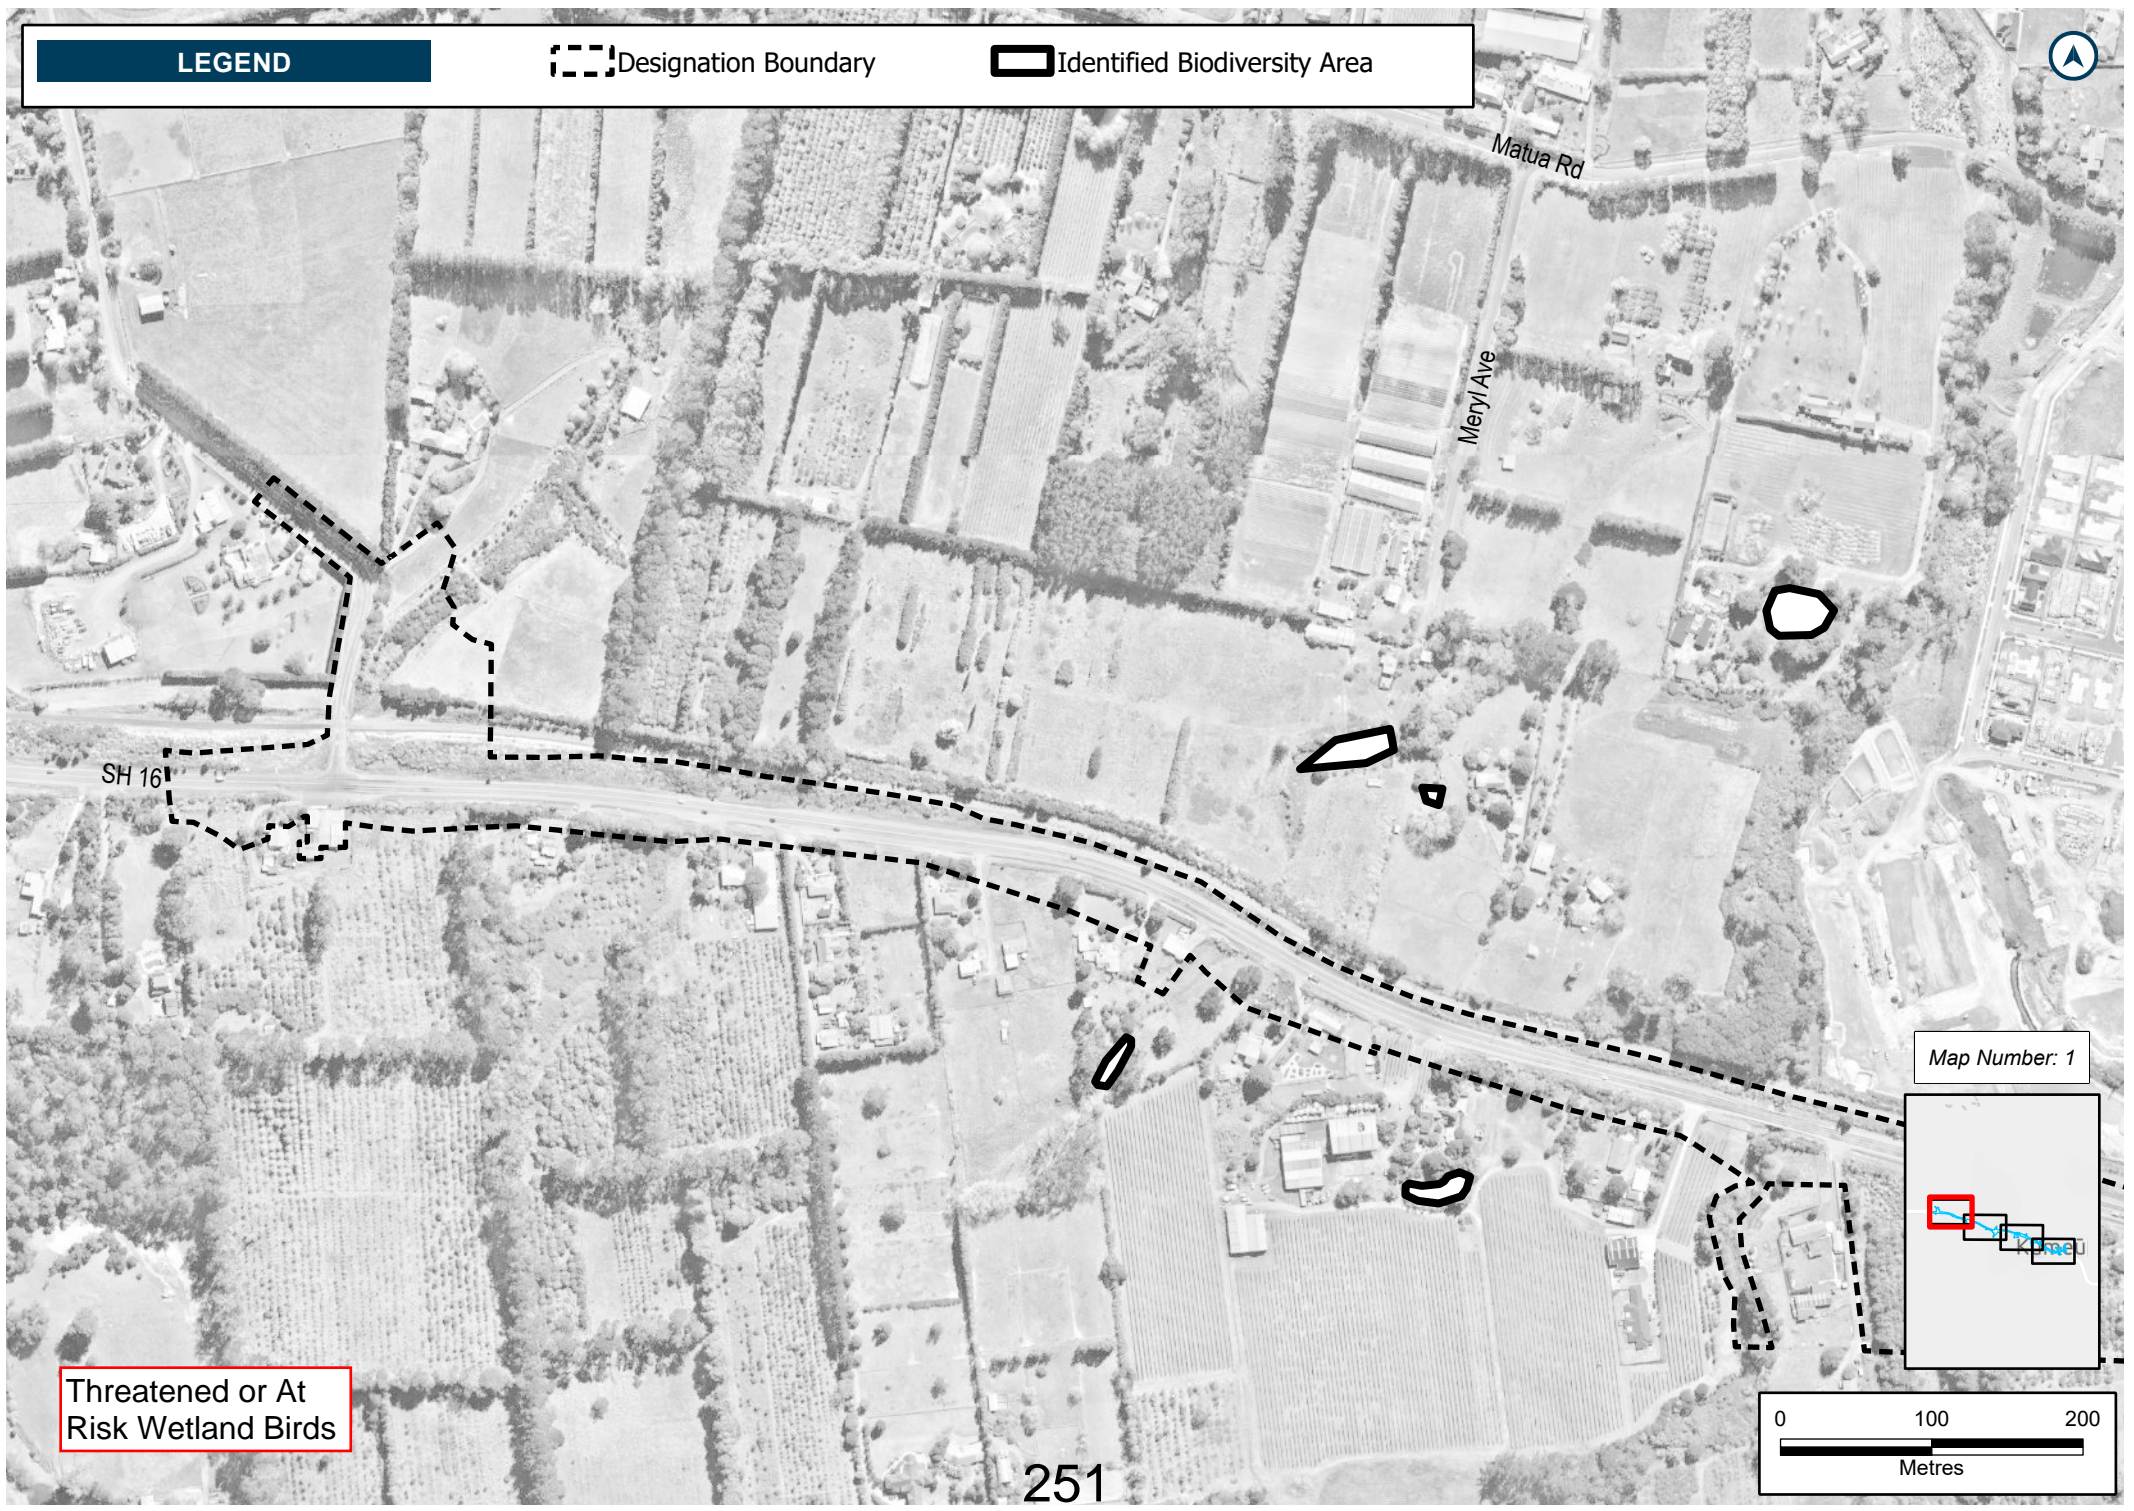 LEGEND
Designation Boundary
Identified Biodiversity Area
Matua Rd
Meryl Ave
SH 16
Map Number: 1
Kumeū
Threatened or At
Risk Wetland Birds
0 100 200
Metres
251